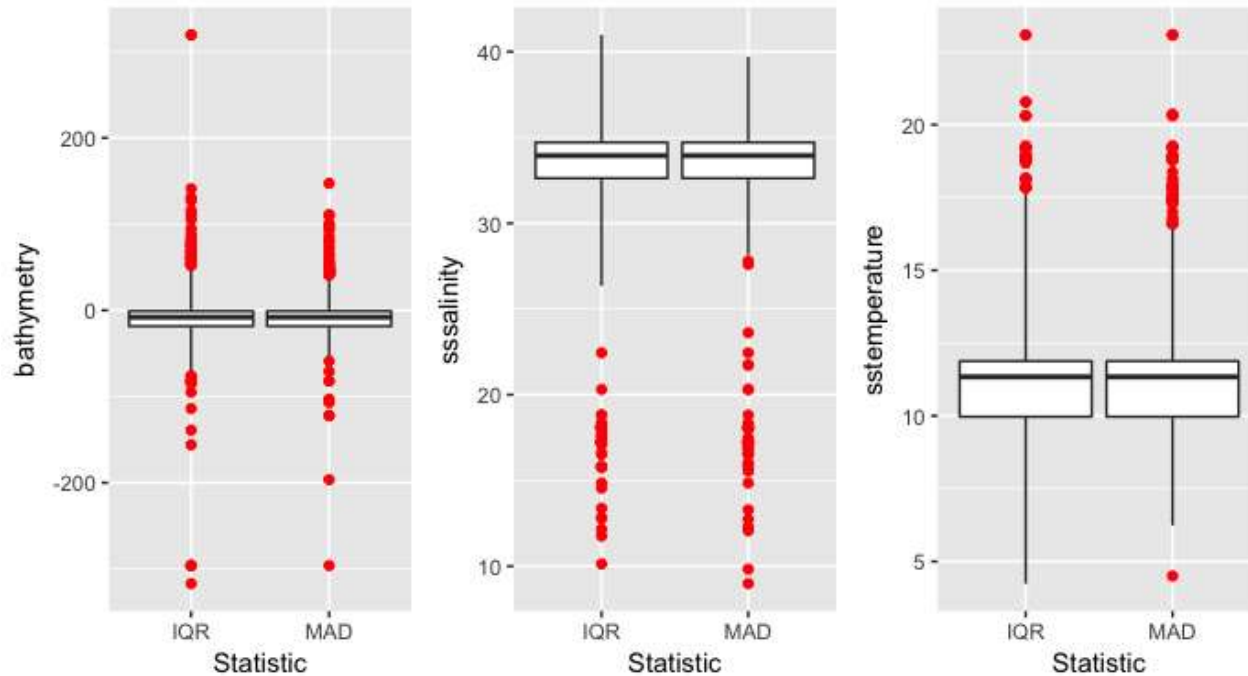 bathymetry
200
0
-200
IQR
MAD
Statistic
sssalinity
40
30
20
10
IQR
MAD
Statistic
sstemperature
20
15
10
5
IQR
MAD
Statistic